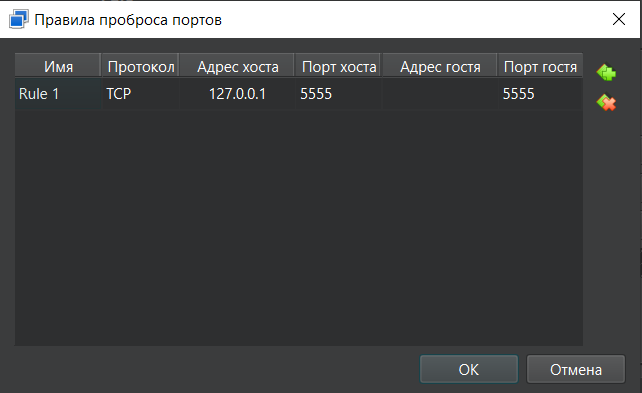 Правила проброса портов
Имя Протокол Адрес хоста Порт хоста Адрес гостя Порт гостя
Rule 1 TCP 127.0.0.1 5555 5555
ОК Отмена